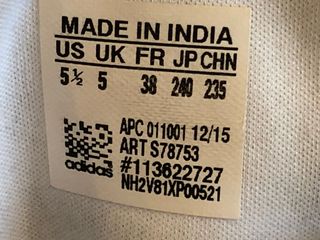 MADE IN INDIA
US UK FR JP CHN
5½ 5 38 240 235
APC 011001 12/15
ART S78753
#113622727
adidas NH2V81XP00521